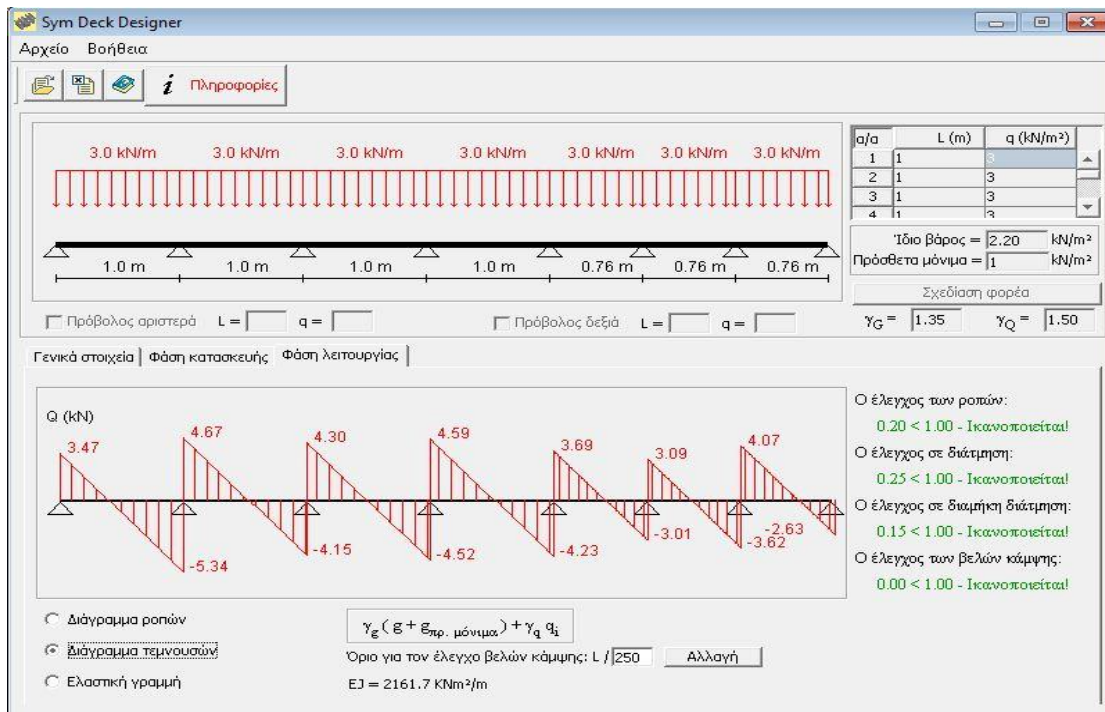 Sym Deck Designer
Αρχείο Βοήθεια
i Πληροφορίες
3.0 kN/m 3.0 kN/m 3.0 kN/m 3.0 kN/m 3.0 kN/m 3.0 kN/m 3.0 kN/m
1.0 m 1.0 m 1.0 m 1.0 m 0.76 m 0.76 m 0.76 m
α/α L (m) q (kN/m²)
1 1 3
2 1 3
3 1 3
4 1 3
Ίδιο βάρος = 2.20 kN/m²
Πρόσθετα μόνιμα = 1 kN/m²
Σχεδίαση φορέα
Πρόβολος αριστερά L = q = Πρόβολος δεξιά L = q =
γG = 1.35 γQ = 1.50
Γενικά στοιχεία Φάση κατασκευής Φάση λειτουργίας
Q (kN)
3.47 4.67 4.30 4.59 3.69 3.09 4.07
-5.34 -4.15 -4.52 -4.23 -3.01 -3.62 -2.63
Ο έλεγχος των ροπών:
0.20 < 1.00 - Ικανοποιείται!
Ο έλεγχος σε διάτμηση:
0.25 < 1.00 - Ικανοποιείται!
Ο έλεγχος σε διαμήκη διάτμηση:
0.15 < 1.00 - Ικανοποιείται!
Ο έλεγχος των βελών κάμψης:
0.00 < 1.00 - Ικανοποιείται!
Διάγραμμα ροπών
Διάγραμμα τεμνουσών
Ελαστική γραμμή
γg ( g + gπρ. μόνιμα ) + γq qi
Όριο για τον έλεγχο βελών κάμψης: L / 250 Αλλαγή
EJ = 2161.7 KNm²/m